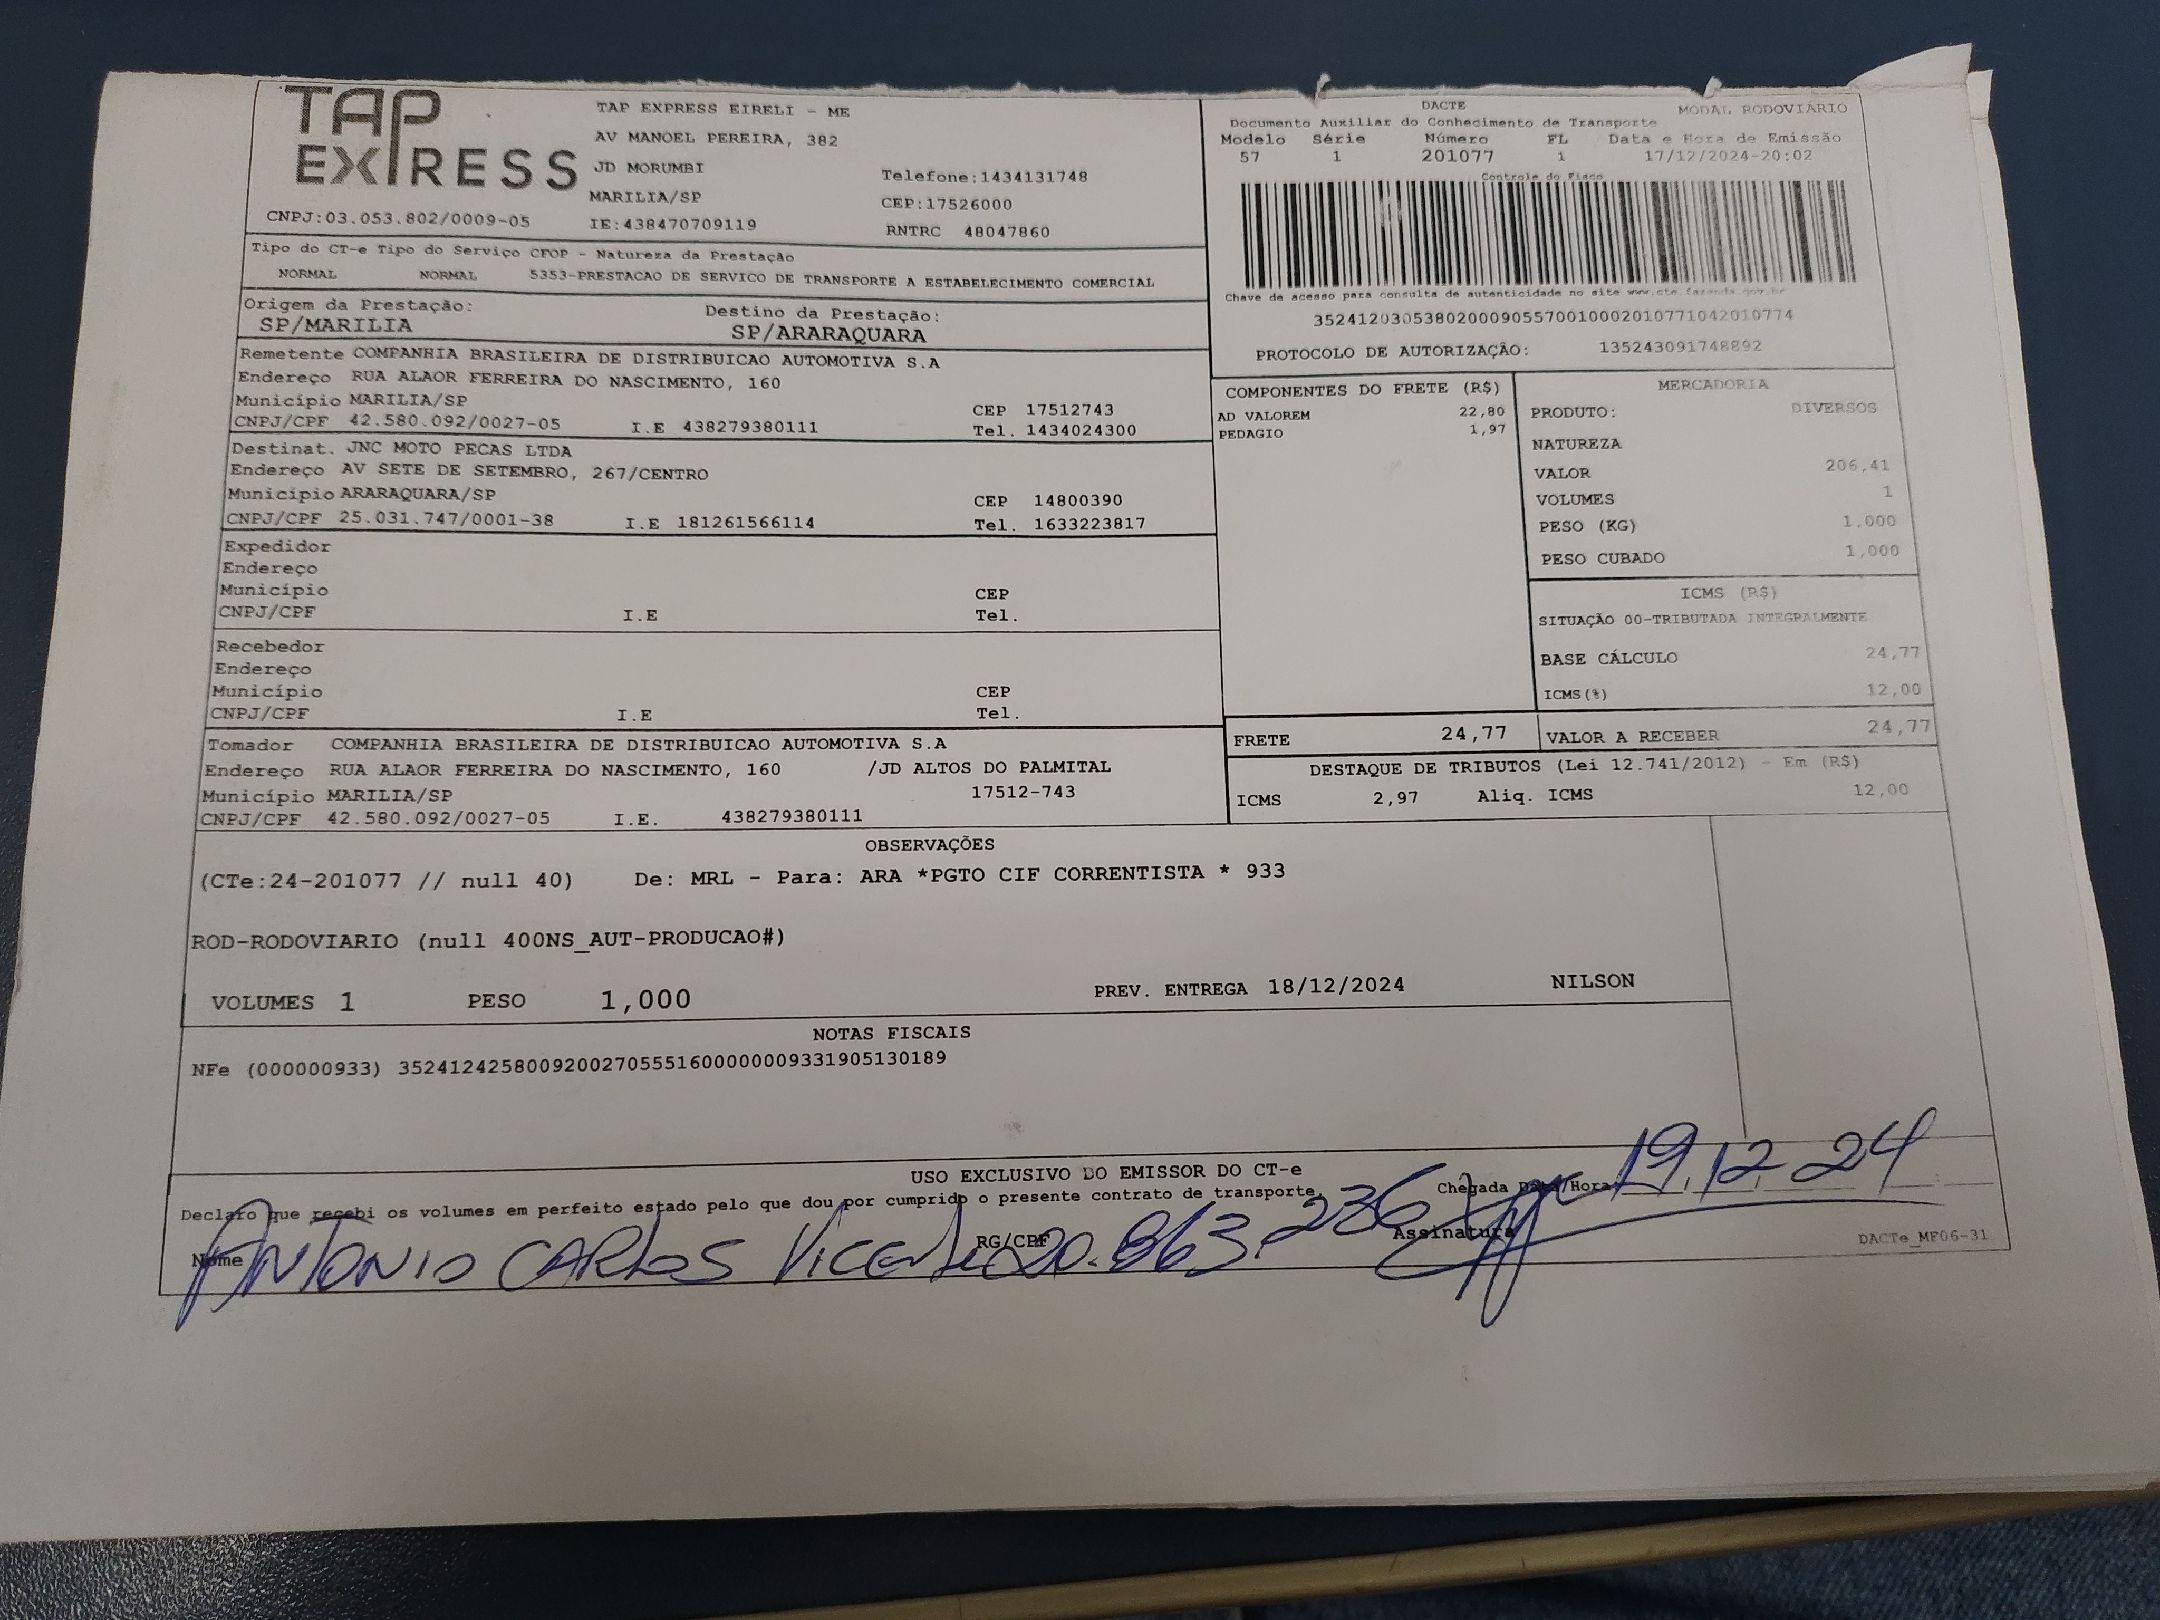 TAP
EXPRESS
TAP EXPRESS EIRELI - ME
AV MANOEL PEREIRA, 382
JD MORUMBI
Telefone:1434131748
MARILIA/SP
CEP:17526000
CNPJ:03.053.802/0009-05
IE:438470709119
RNTRC 48047860
DACTE
MODAL RODOVIÁRIO
Documento Auxiliar do Conhecimento de Transporte
Modelo Série Número FL Data e Hora de Emissão
57 1 201077 1 17/12/2024-20:02
Controle do Fisco
Chave de acesso para consulta de autenticidade no site www.cte.fazenda.gov.br
35241203053802000905570010002010771042010774
PROTOCOLO DE AUTORIZAÇÃO: 135243091748892
Tipo do CT-e Tipo do Serviço CFOP - Natureza da Prestação
NORMAL NORMAL 5353-PRESTACAO DE SERVICO DE TRANSPORTE A ESTABELECIMENTO COMERCIAL
Origem da Prestação: Destino da Prestação:
SP/MARILIA SP/ARARAQUARA
Remetente COMPANHIA BRASILEIRA DE DISTRIBUICAO AUTOMOTIVA S.A
Endereço RUA ALAOR FERREIRA DO NASCIMENTO, 160
Município MARILIA/SP CEP 17512743
CNPJ/CPF 42.580.092/0027-05 I.E 438279380111 Tel. 1434024300
Destinat. JNC MOTO PECAS LTDA
Endereço AV SETE DE SETEMBRO, 267/CENTRO
Município ARARAQUARA/SP CEP 14800390
CNPJ/CPF 25.031.747/0001-38 I.E 181261566114 Tel. 1633223817
Expedidor
Endereço
Município CEP
CNPJ/CPF I.E Tel.
Recebedor
Endereço
Município CEP
CNPJ/CPF I.E Tel.
Tomador COMPANHIA BRASILEIRA DE DISTRIBUICAO AUTOMOTIVA S.A
Endereço RUA ALAOR FERREIRA DO NASCIMENTO, 160 /JD ALTOS DO PALMITAL
Município MARILIA/SP 17512-743
CNPJ/CPF 42.580.092/0027-05 I.E. 438279380111
COMPONENTES DO FRETE (R$)
AD VALOREM 22,80
PEDAGIO 1,97
MERCADORIA
PRODUTO: DIVERSOS
NATUREZA
VALOR 206,41
VOLUMES 1
PESO (KG) 1,000
PESO CUBADO 1,000
ICMS (R$)
SITUAÇÃO 00-TRIBUTADA INTEGRALMENTE
BASE CÁLCULO 24,77
ICMS(%) 12,00
FRETE 24,77 VALOR A RECEBER 24,77
DESTAQUE DE TRIBUTOS (Lei 12.741/2012) - Em (R$)
ICMS 2,97 Aliq. ICMS 12,00
OBSERVAÇÕES
(CTe:24-201077 // null 40) De: MRL - Para: ARA *PGTO CIF CORRENTISTA * 933
ROD-RODOVIARIO (null 400NS_AUT-PRODUCAO#)
VOLUMES 1 PESO 1,000 PREV. ENTREGA 18/12/2024 NILSON
NOTAS FISCAIS
NFe (000000933) 35241242580092002705551600000009331905130189
USO EXCLUSIVO DO EMISSOR DO CT-e
Declaro que recebi os volumes em perfeito estado pelo que dou por cumprido o presente contrato de transporte.
Chegada Data/Hora 19.12.24
Nome ANTONIO CARLOS Vicente RG/CPF 20.863.236 Assinatura
DACTe_MF06-31